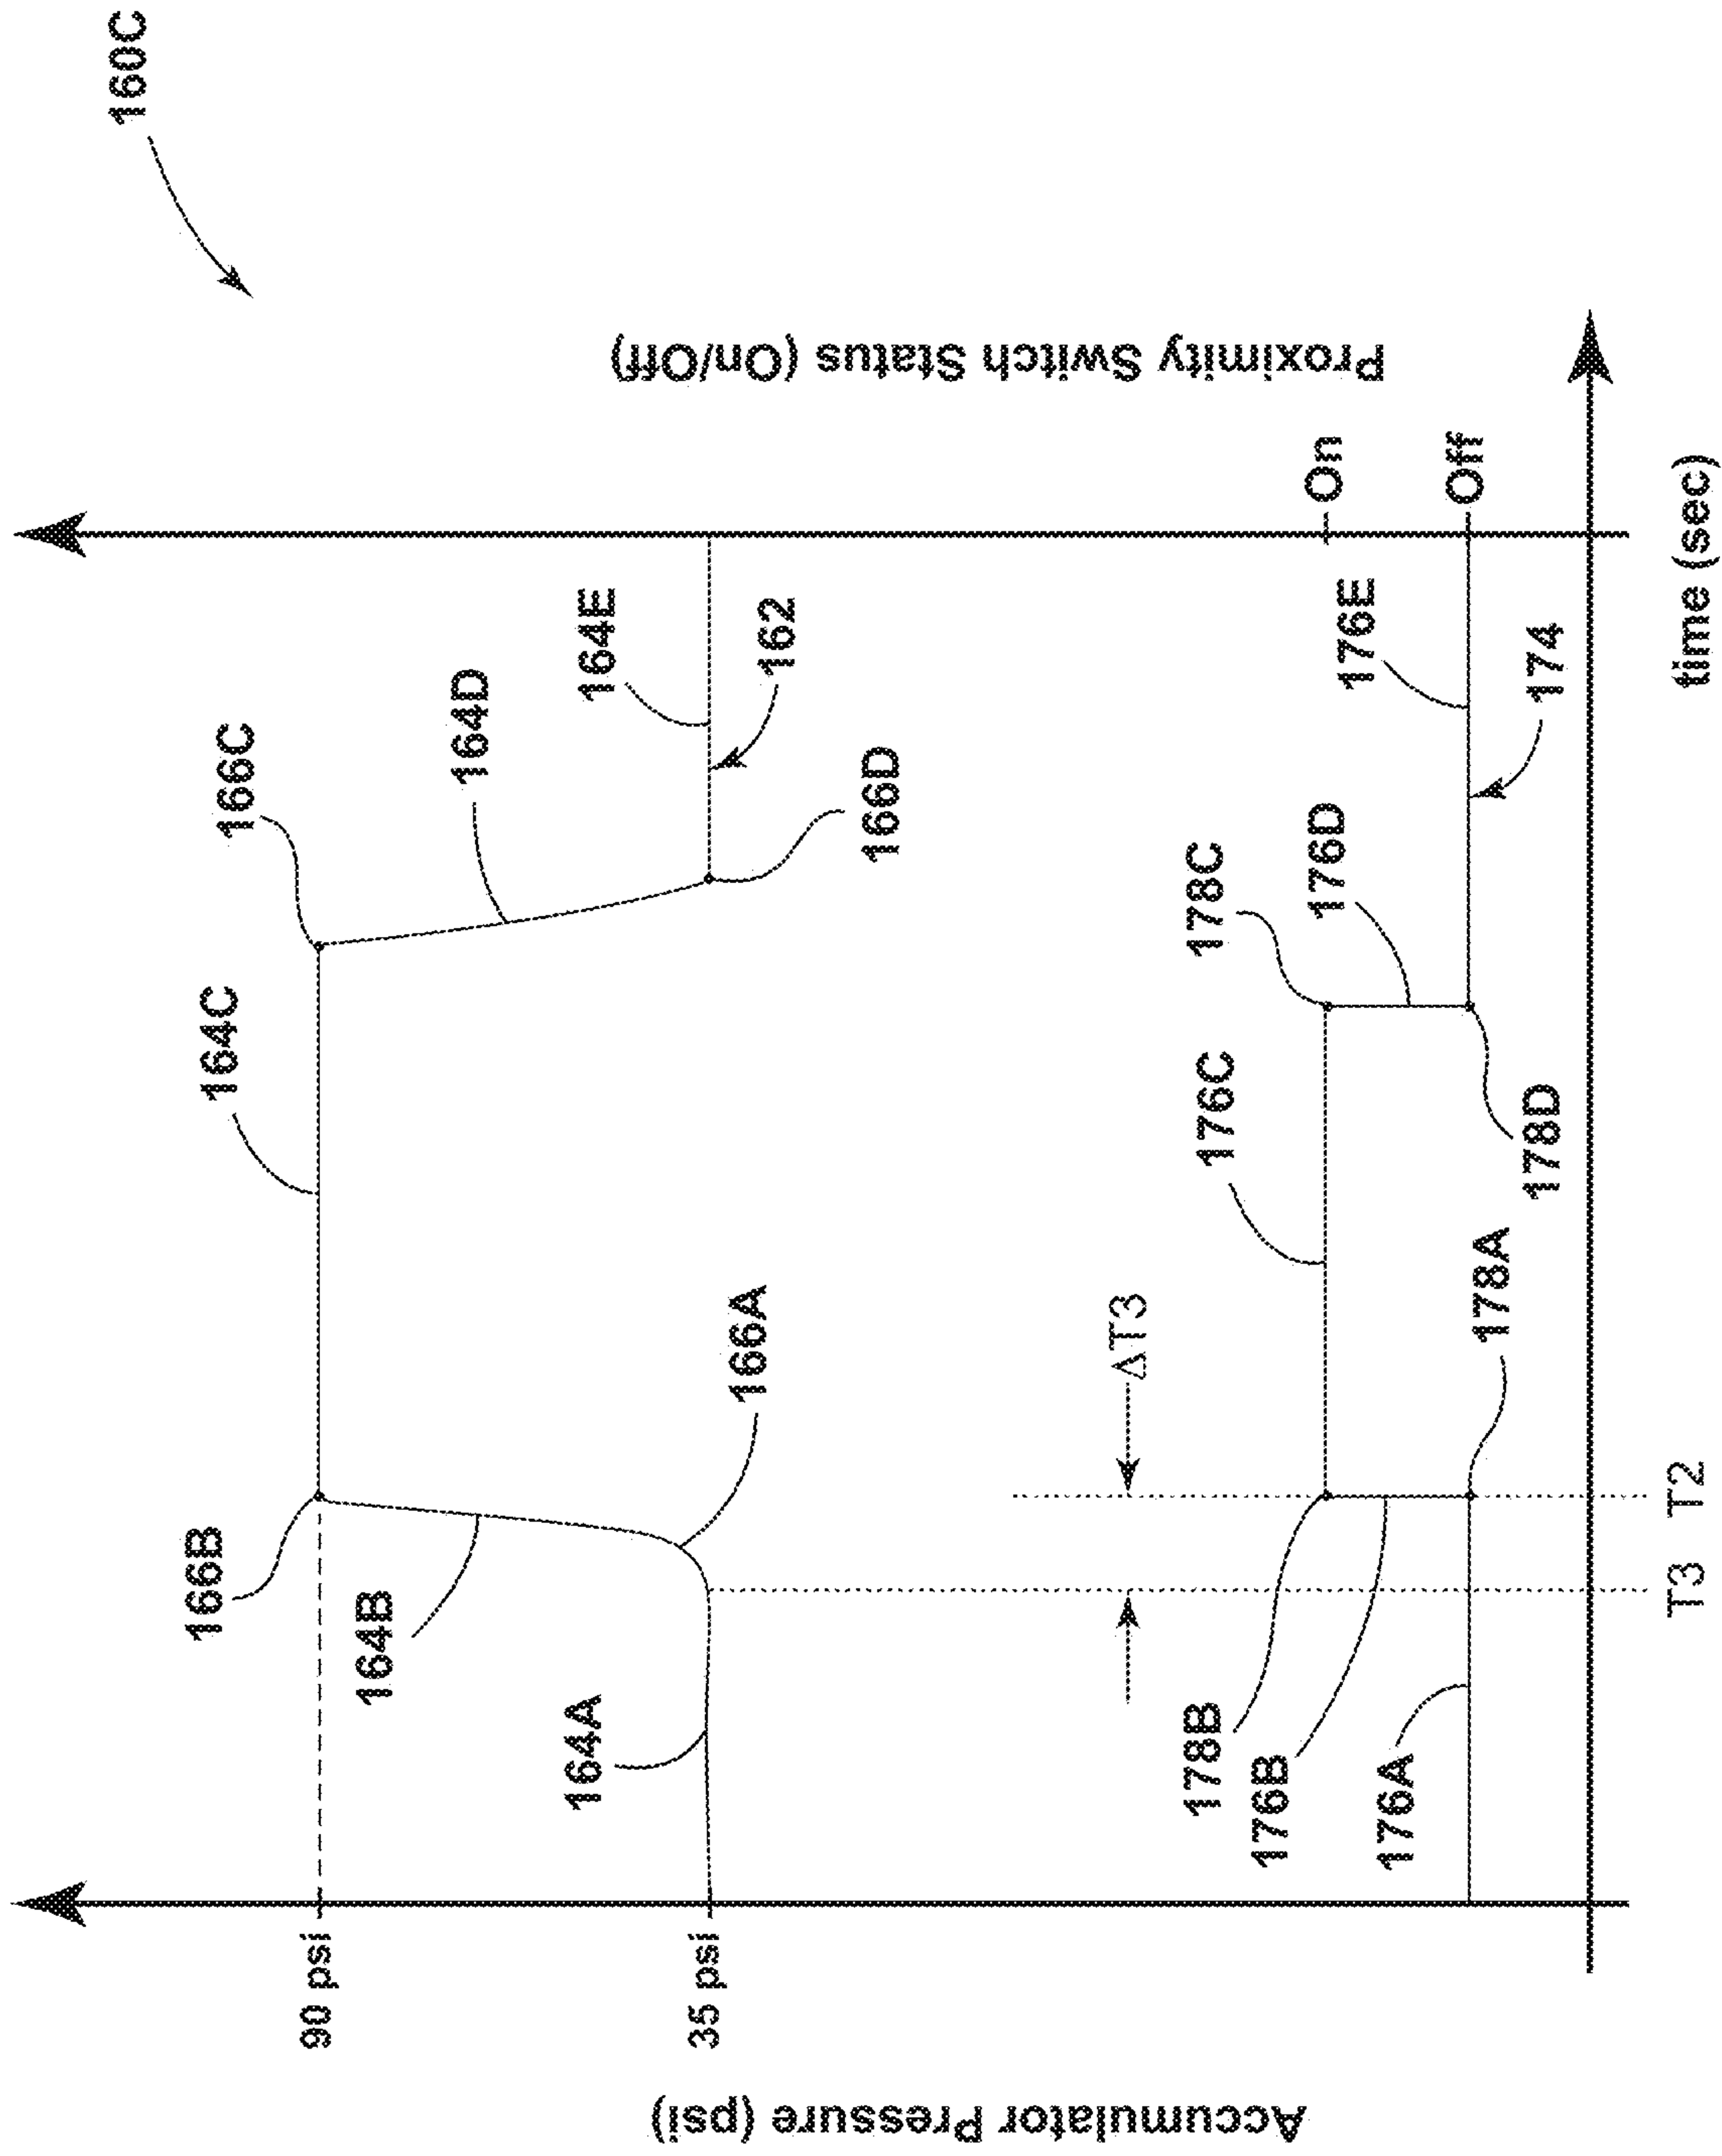 160C
Accumulator Pressure (psi)
Proximity Switch Status (On/Off)
90 psi
35 psi
On
Off
time (sec)
T3
T2
ΔT3
166B
164C
166C
164B
164D
164A
166A
164E
162
166D
178B
176B
176A
176C
178A
178C
176D
178D
176E
174